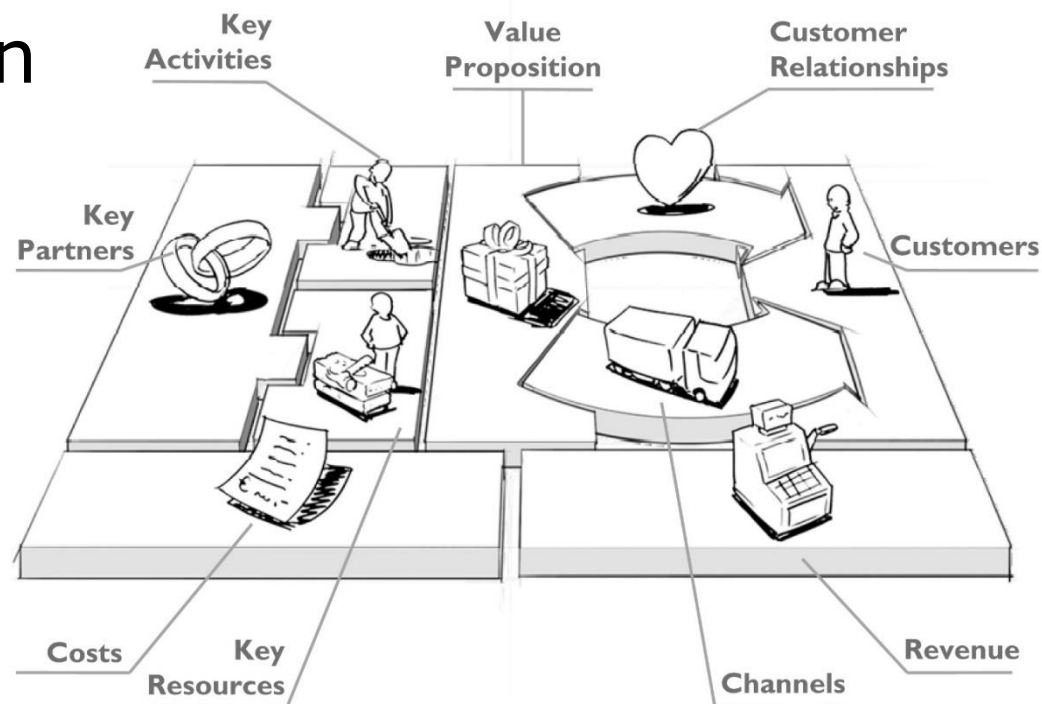 n
Key
Activities
Value
Proposition
Customer
Relationships
Key
Partners
Customers
Costs
Key
Resources
Channels
Revenue